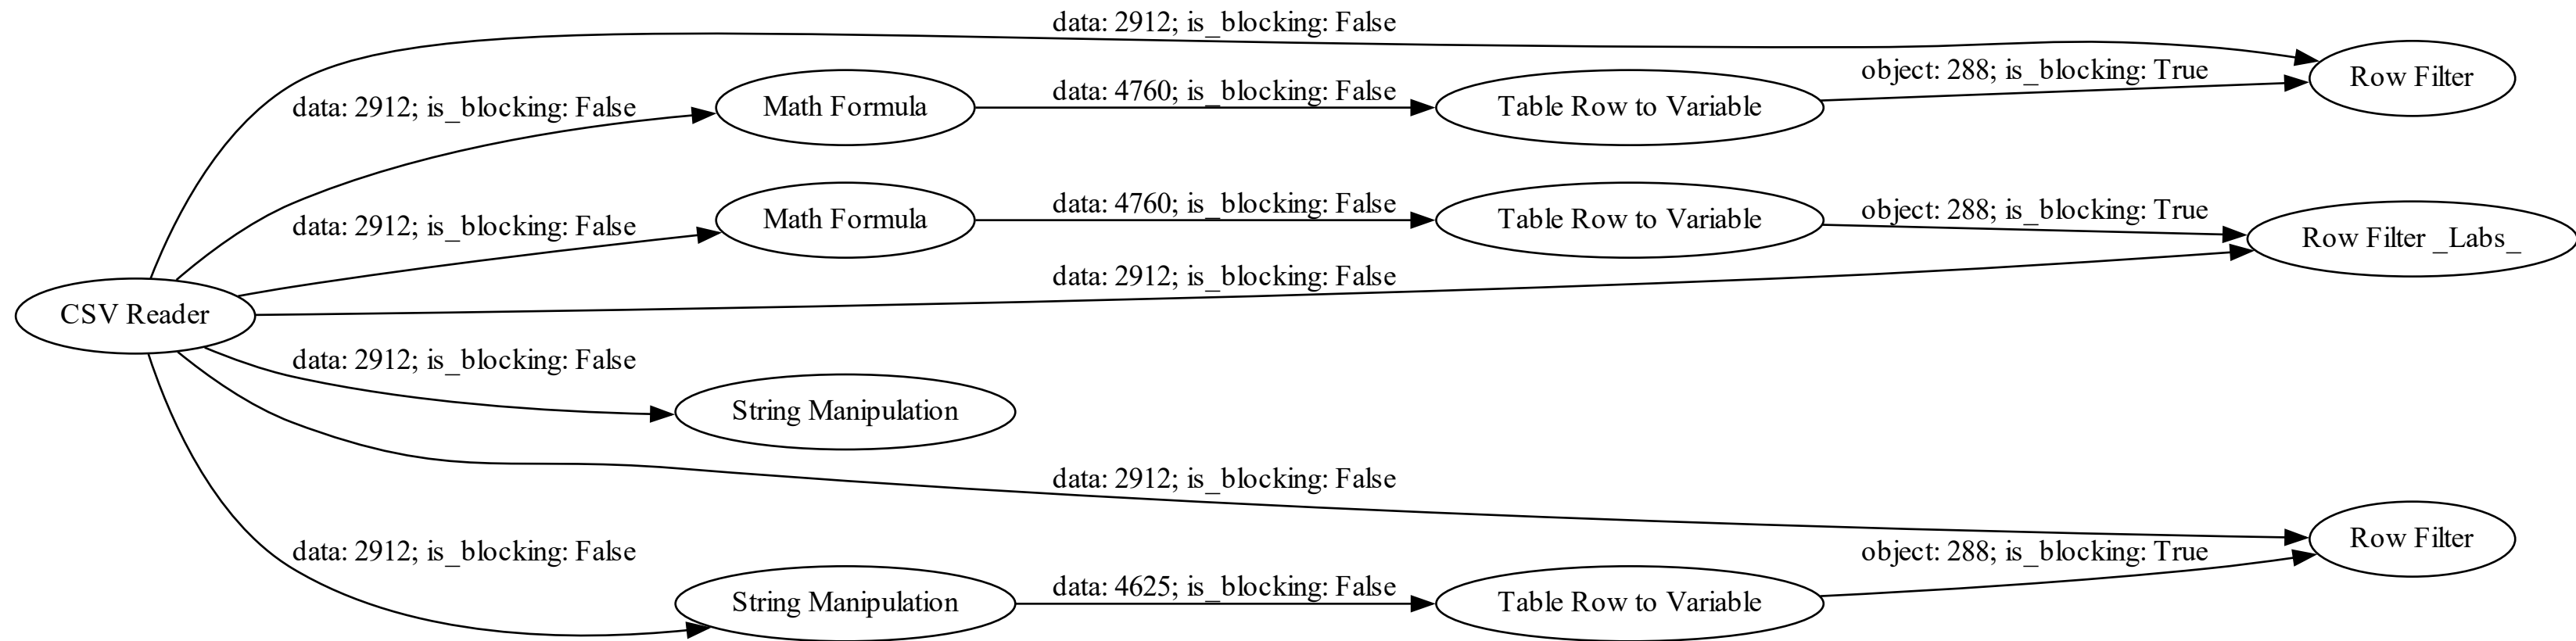 data: 2912; is_blocking: False
object: 288; is_blocking: True
Row Filter
data: 2912; is_blocking: False
Math Formula
data: 4760; is_blocking: False
Table Row to Variable
data: 2912; is_blocking: False
Math Formula
data: 4760; is_blocking: False
Table Row to Variable
object: 288; is_blocking: True
Row Filter _Labs_
data: 2912; is_blocking: False
CSV Reader
data: 2912; is_blocking: False
String Manipulation
data: 2912; is_blocking: False
Row Filter
data: 2912; is_blocking: False
object: 288; is_blocking: True
String Manipulation
data: 4625; is_blocking: False
Table Row to Variable